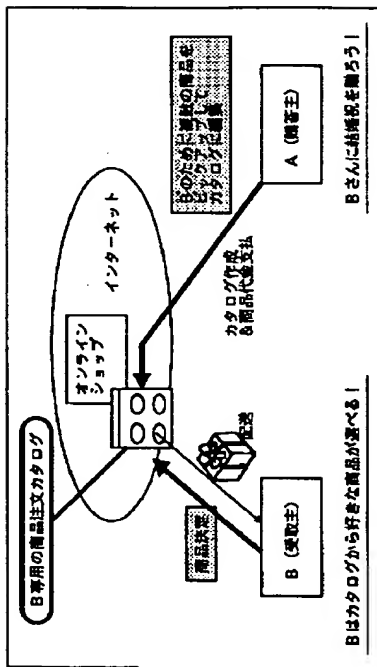 B専用の商品注文カタログ
オンライン
ショップ
インターネット
Bのために複数の商品を
ピックアップして
カタログに編集
カタログ作成
&商品代金支払
商品決定
配送
B (受取主)
A (贈答主)
Bはカタログから好きな商品が選べる!
Bさんに結婚祝を贈ろう!